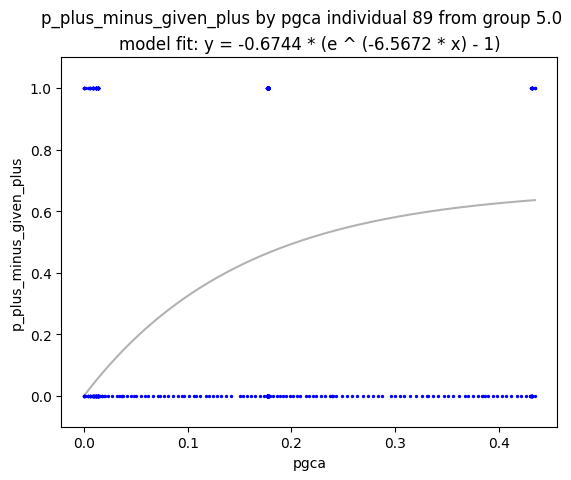 p_plus_minus_given_plus by pgca individual 89 from group 5.0
model fit: y = -0.6744 * (e ^ (-6.5672 * x) - 1)
1.0
0.8
0.6
0.4
0.2
0.0
p_plus_minus_given_plus
0.0 0.1 0.2 0.3 0.4
pgca